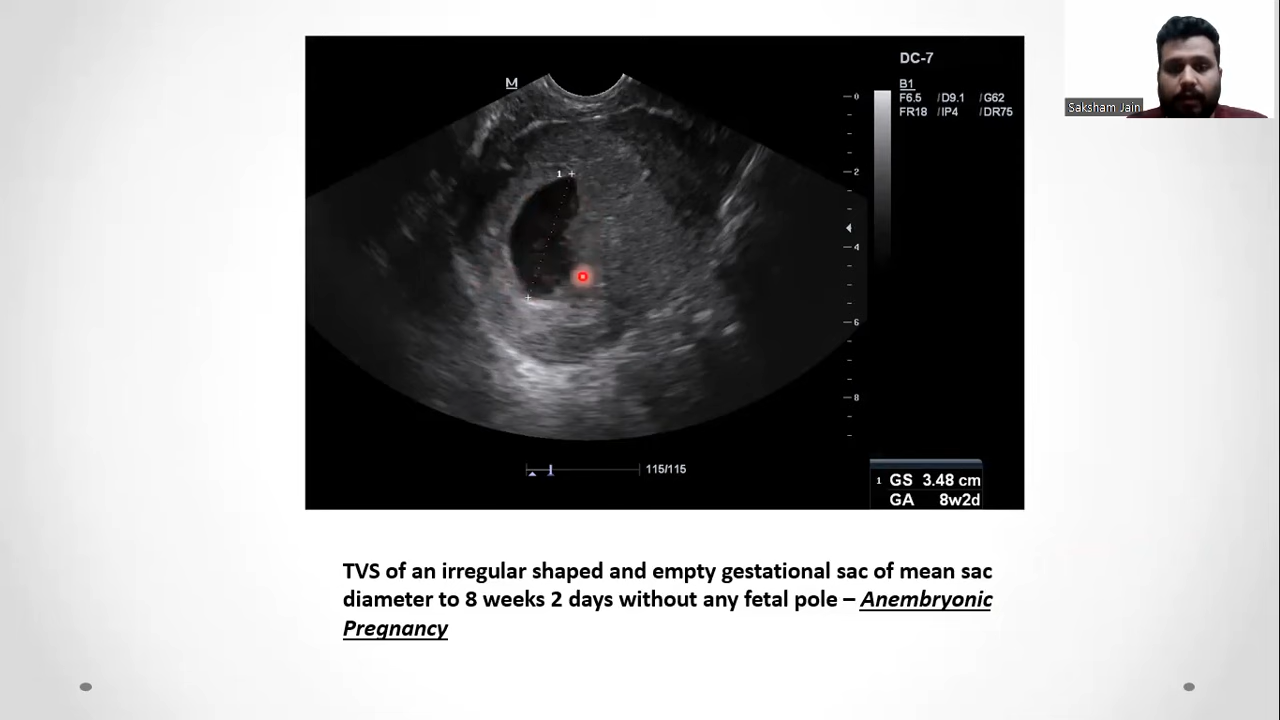 DC-7
M
B1
F6.5 /D9.1 /G62
FR18 /IP4 /DR75
0
2
4
6
8
1
115/115
1 GS 3.48 cm
GA 8w2d
Saksham Jain
TVS of an irregular shaped and empty gestational sac of mean sac
diameter to 8 weeks 2 days without any fetal pole – Anembryonic
Pregnancy